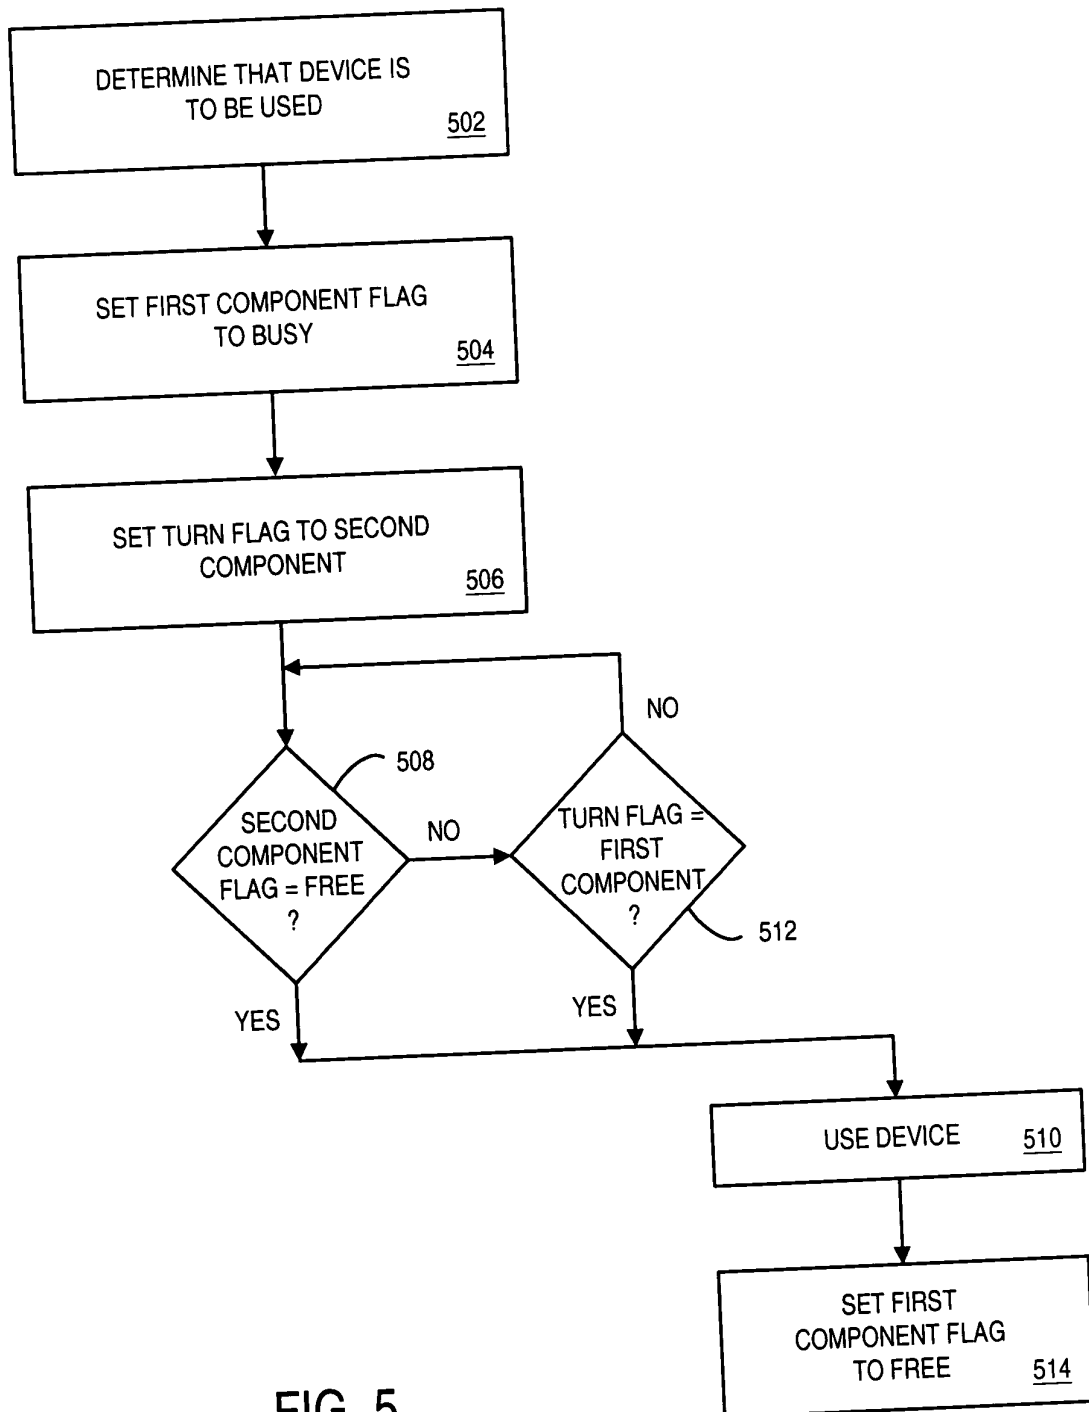 DETERMINE THAT DEVICE IS
TO BE USED
502
SET FIRST COMPONENT FLAG
TO BUSY
504
SET TURN FLAG TO SECOND
COMPONENT
506
NO
508
SECOND
COMPONENT
FLAG = FREE
?
NO
TURN FLAG =
FIRST
COMPONENT
?
512
YES
YES
USE DEVICE
510
SET FIRST
COMPONENT FLAG
TO FREE
514
FIG. 5